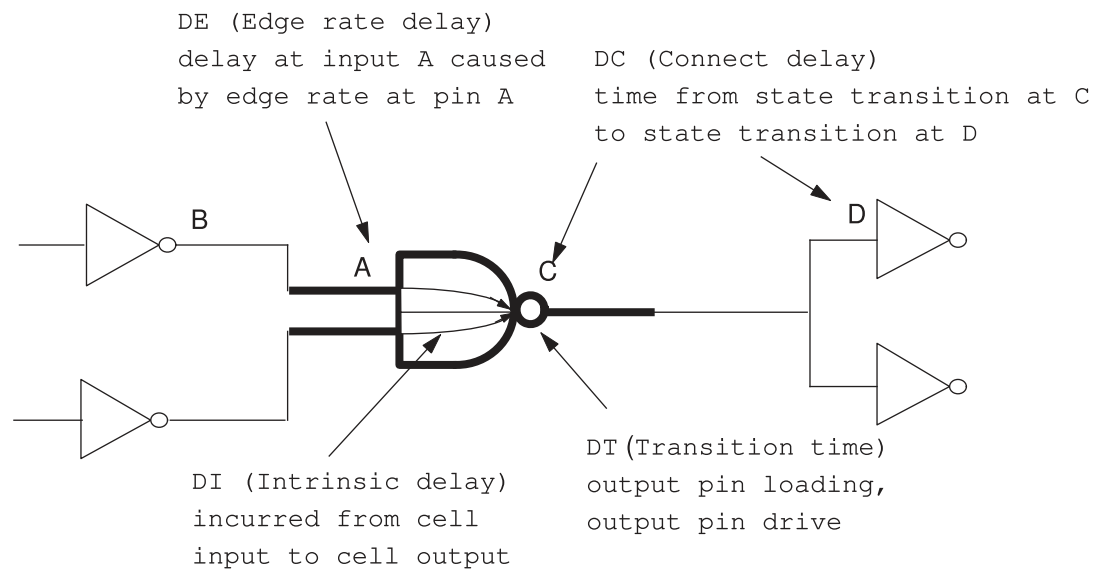 DE (Edge rate delay)
delay at input A caused
by edge rate at pin A
DC (Connect delay)
time from state transition at C
to state transition at D
B
A
C
D
DI (Intrinsic delay)
incurred from cell
input to cell output
DT (Transition time)
output pin loading,
output pin drive